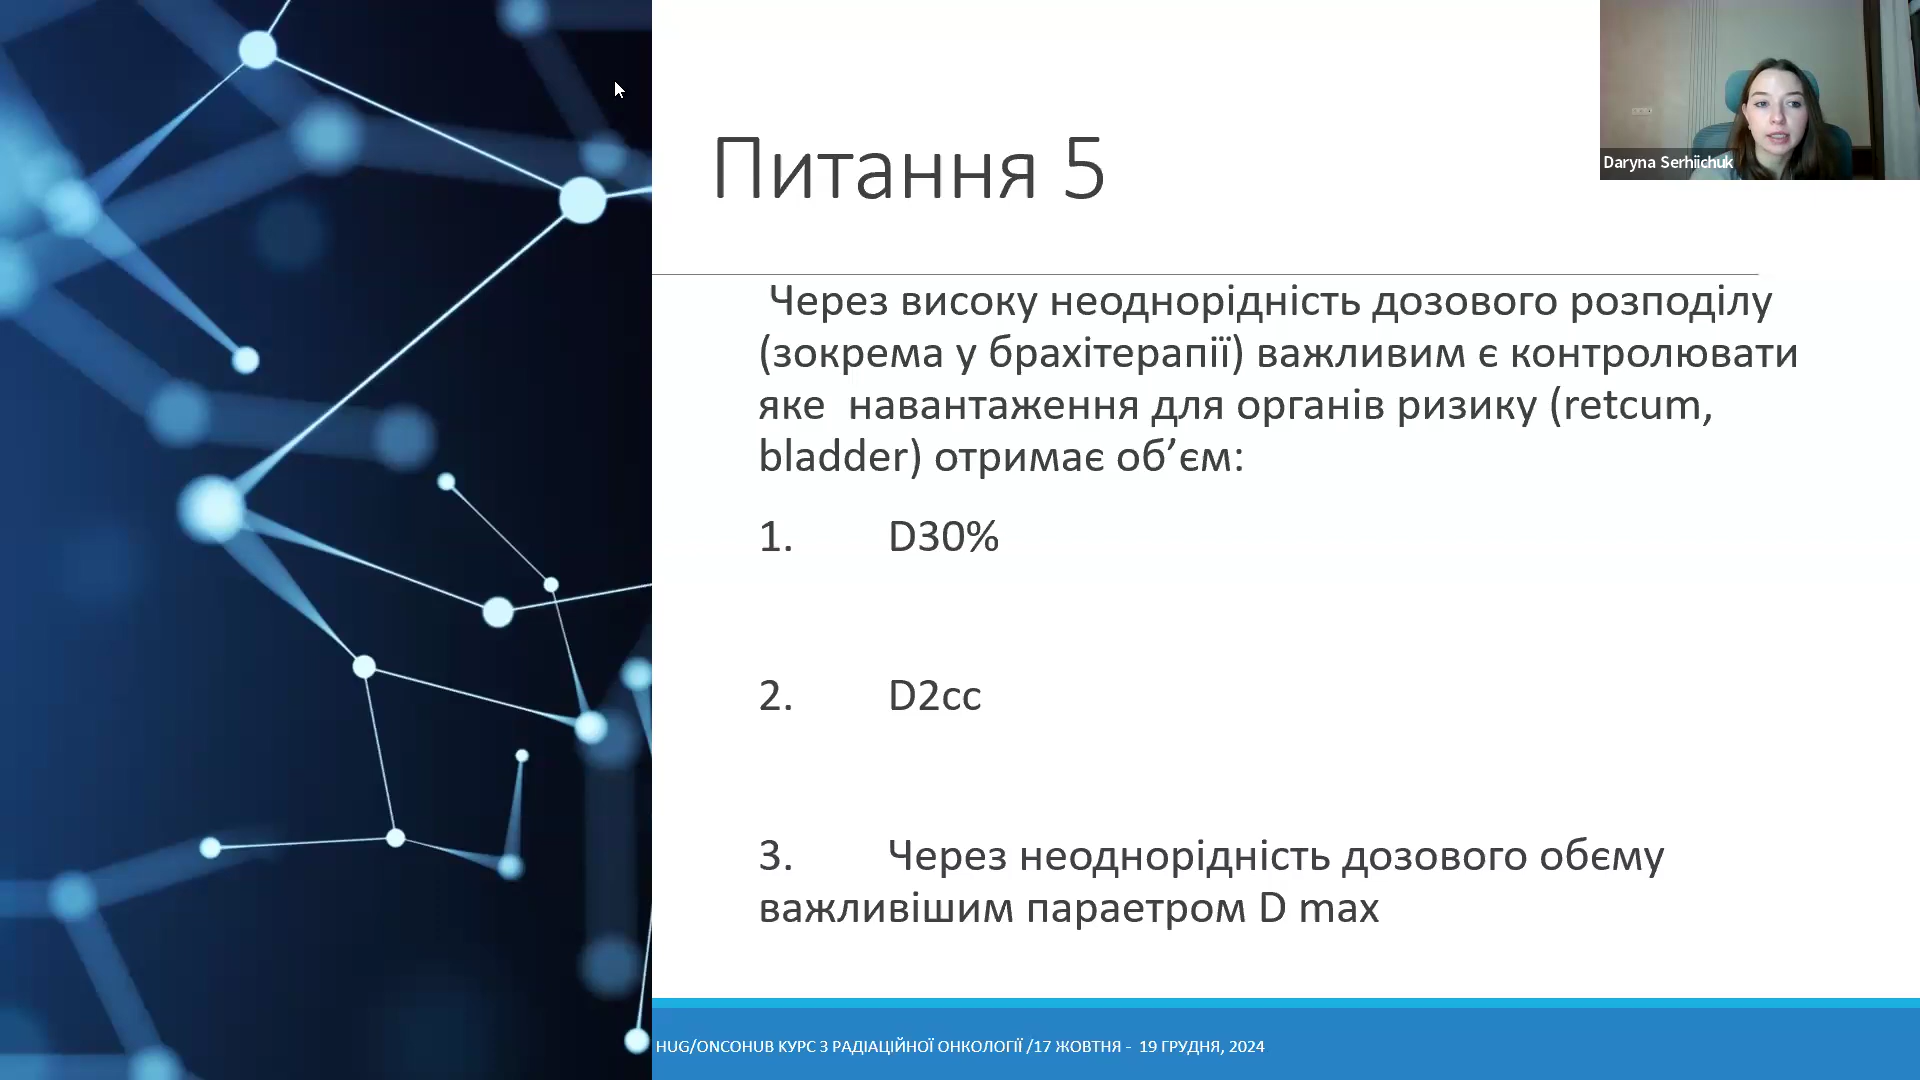 Питання 5
Daryna Serhiichuk
Через високу неоднорідність дозового розподілу
(зокрема у брахітерапії) важливим є контролювати
яке навантаження для органів ризику (retcum,
bladder) отримає об’єм:
1. D30%
2. D2cc
3. Через неоднорідність дозового обєму
важливішим параетром D max
HUG/ONCOHUB КУРС З РАДІАЦІЙНОЇ ОНКОЛОГІЇ /17 ЖОВТНЯ - 19 ГРУДНЯ, 2024